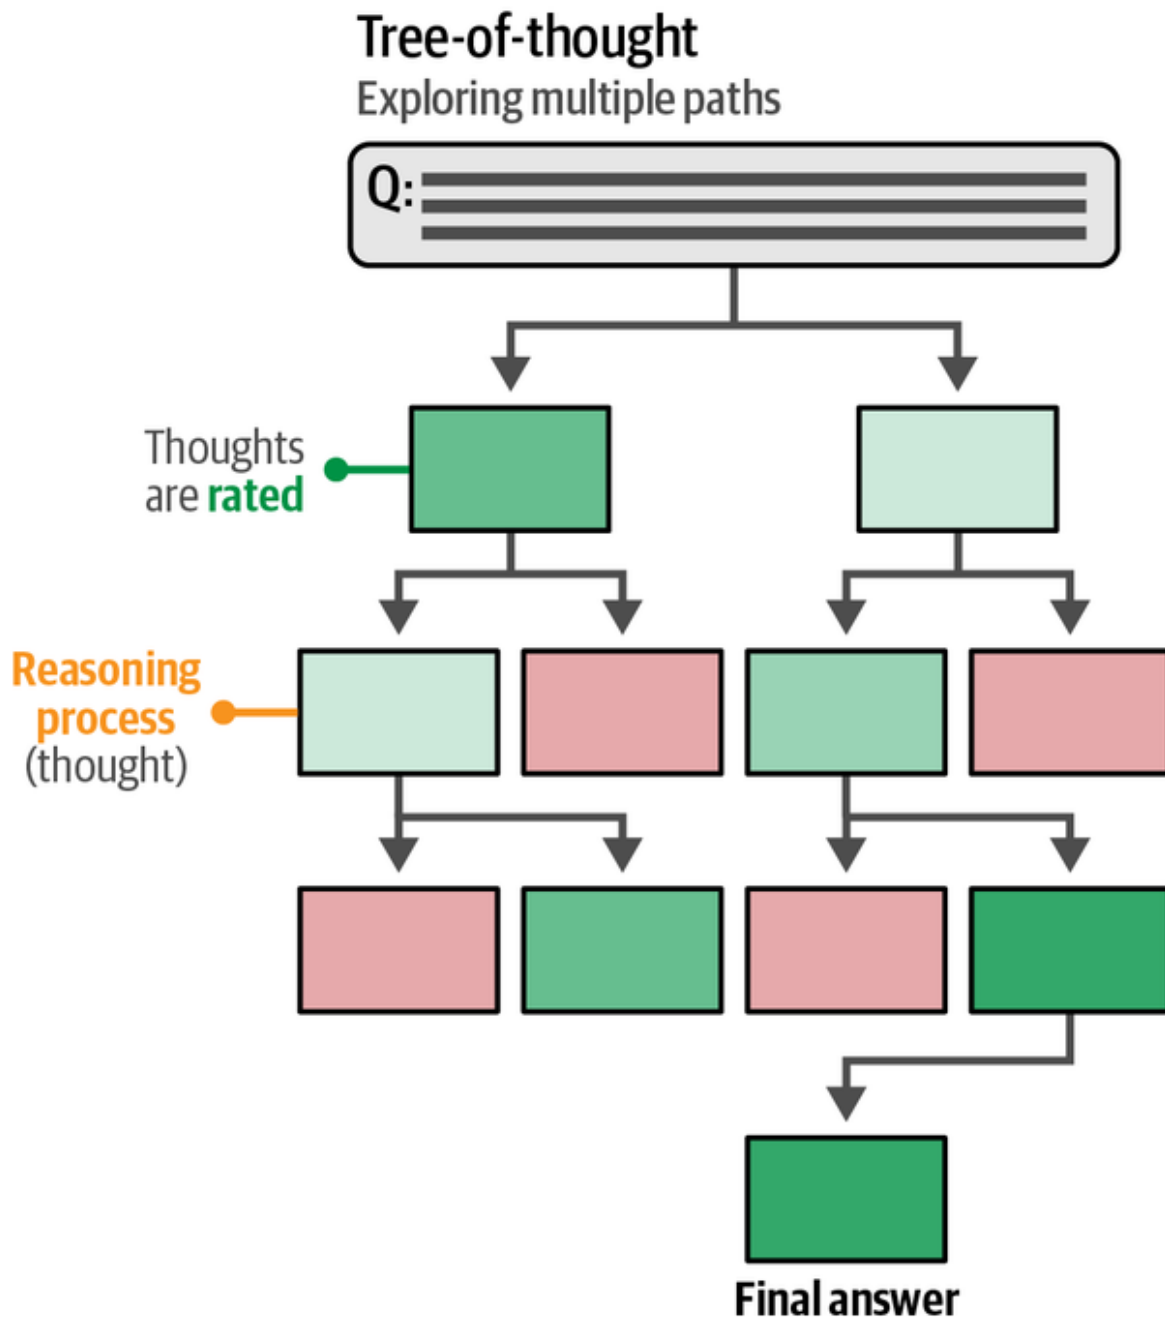 Tree-of-thought
Exploring multiple paths
Q:
Thoughts
are rated
Reasoning
process
(thought)
Final answer